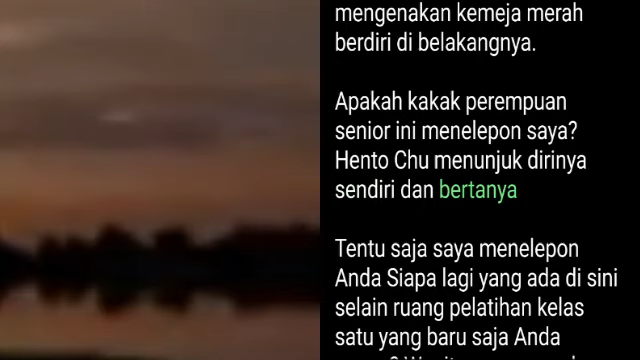 mengenakan kemeja merah
berdiri di belakangnya.
Apakah kakak perempuan
senior ini menelepon saya?
Hento Chu menunjuk dirinya
sendiri dan bertanya
Tentu saja saya menelepon
Anda Siapa lagi yang ada di sini
selain ruang pelatihan kelas
satu yang baru saja Anda